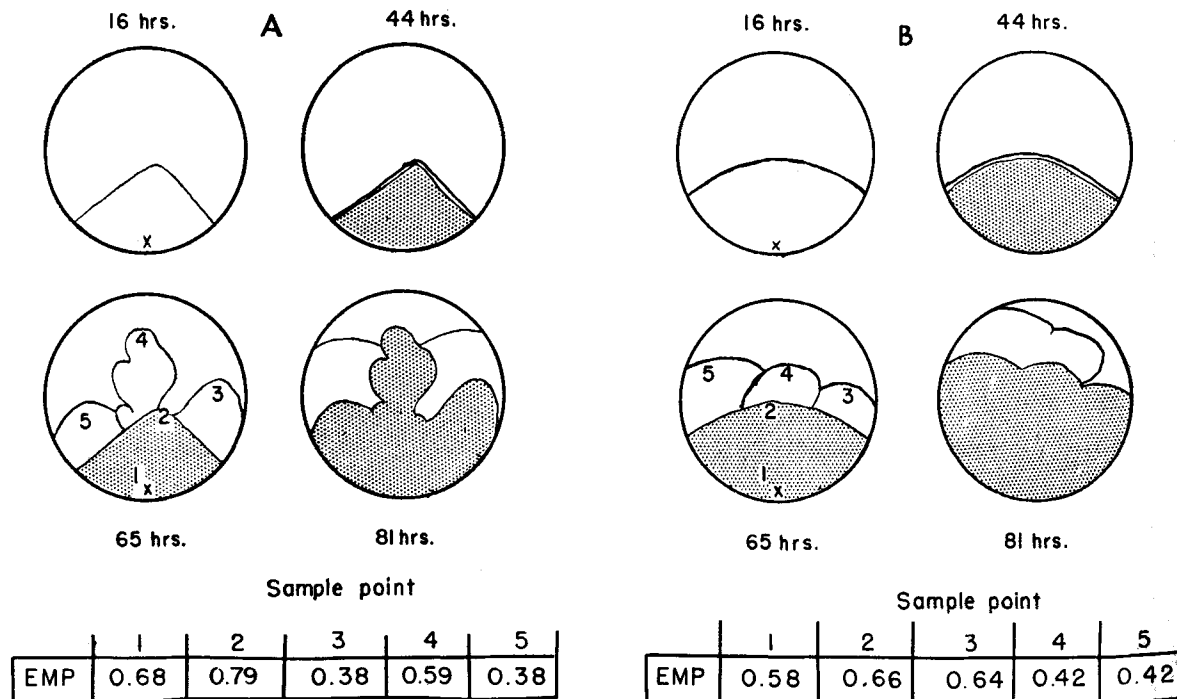 16 hrs. A 44 hrs.
x
4
3
5
2
1
x
65 hrs. 81 hrs.
Sample point
1 2 3 4 5
EMP 0.68 0.79 0.38 0.59 0.38
B
16 hrs. 44 hrs.
x
5 4 3
2
1
x
65 hrs. 81 hrs.
Sample point
1 2 3 4 5
EMP 0.58 0.66 0.64 0.42 0.42